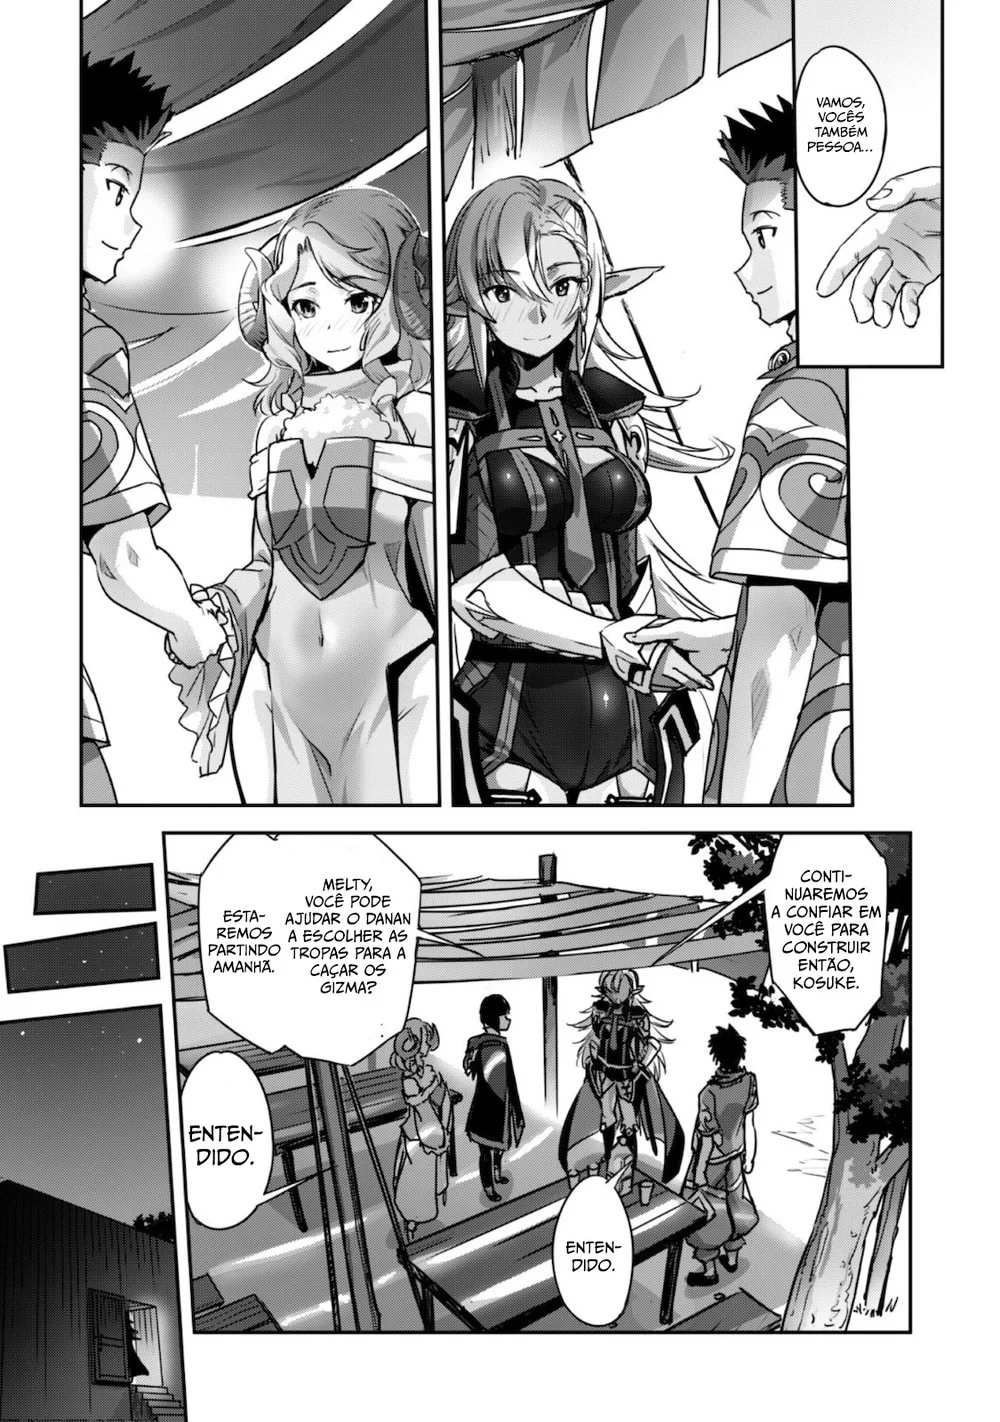 VAMOS,
VOCÊS
TAMBÉM
PESSOA...
CONTI-
NUAREMOS
A CONFIAR EM
VOCÊ PARA
CONSTRUIR
ENTÃO,
KOSUKE.
MELTY,
VOCÊ PODE
AJUDAR O DANAN
A ESCOLHER AS
TROPAS PARA A
CAÇAR OS
GIZMA?
ESTA-
REMOS
PARTINDO
AMANHÃ.
ENTEN-
DIDO.
ENTEN-
DIDO.